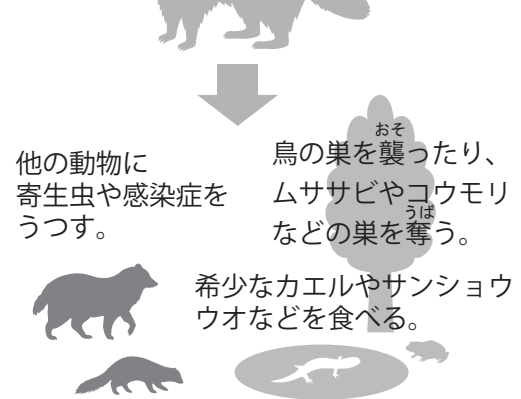 他の動物に
寄生虫や感染症を
うつす。
おそ
鳥の巣を襲ったり、
ムササビやコウモリ
うば
などの巣を奪う。
希少なカエルやサンショウ
ウオなどを食べる。